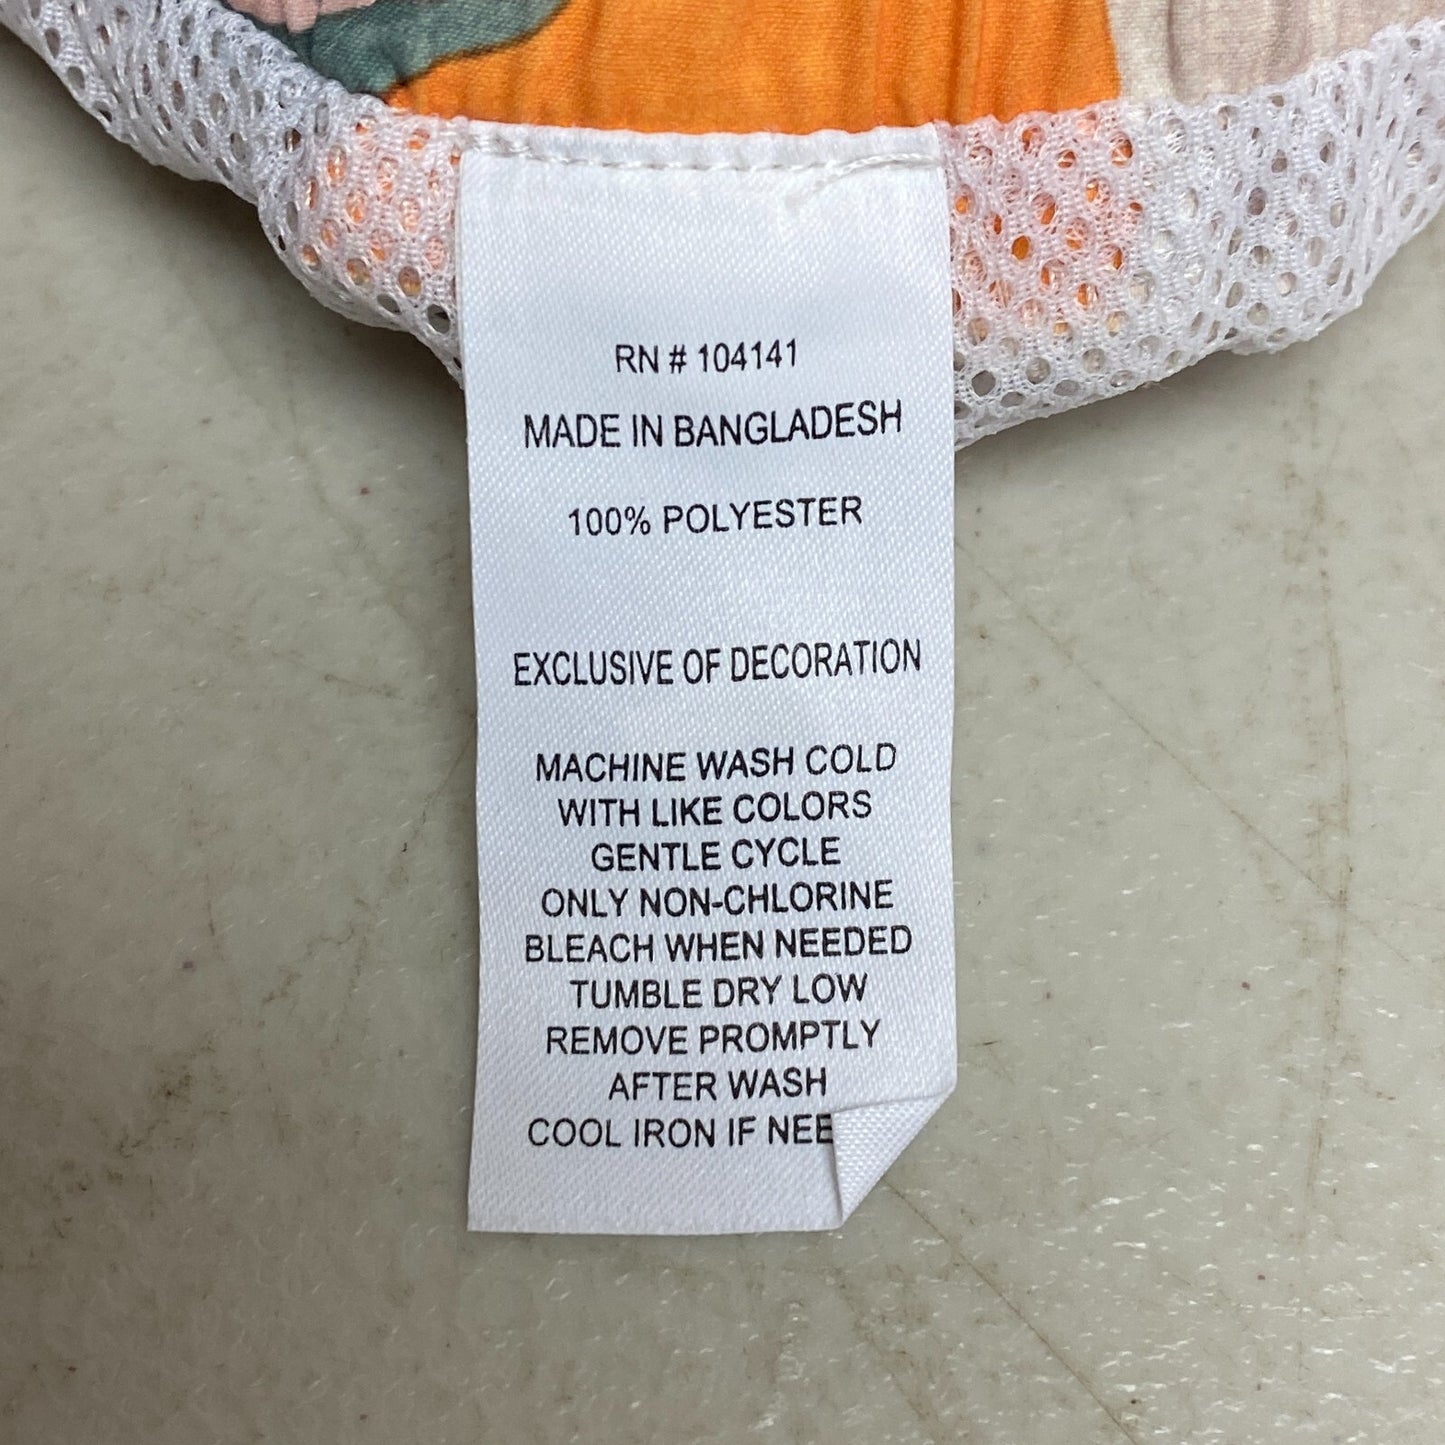 RN # 104141
MADE IN BANGLADESH
100% POLYESTER
EXCLUSIVE OF DECORATION
MACHINE WASH COLD
WITH LIKE COLORS
GENTLE CYCLE
ONLY NON-CHLORINE
BLEACH WHEN NEEDED
TUMBLE DRY LOW
REMOVE PROMPTLY
AFTER WASH
COOL IRON IF NEE